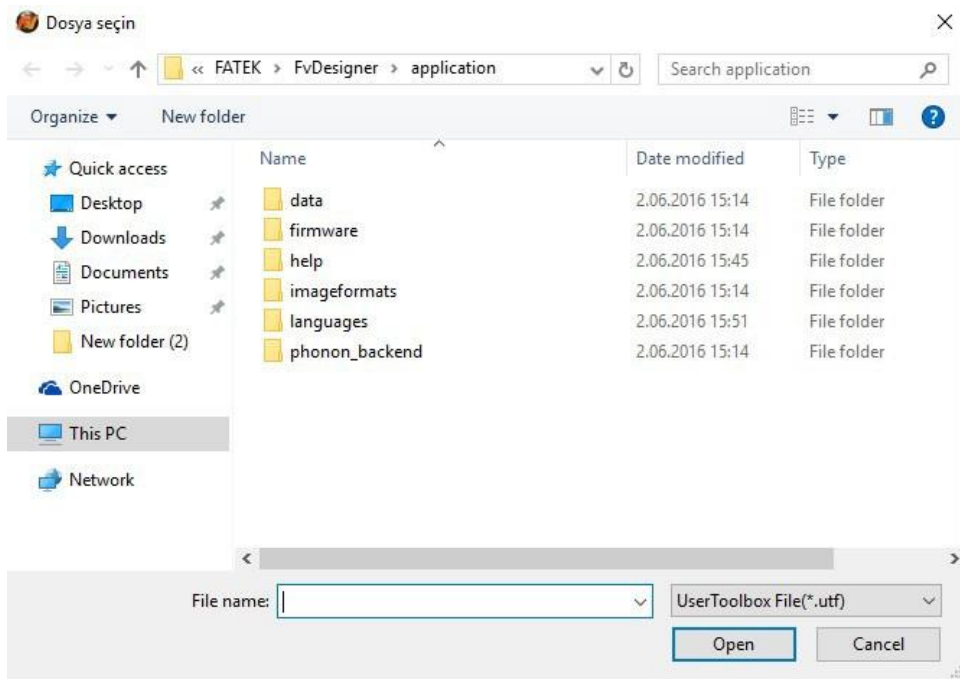 Dosya seçin
« FATEK > FvDesigner > application
Search application
Organize
New folder
Quick access
Desktop
Downloads
Documents
Pictures
New folder (2)
OneDrive
This PC
Network
Name Date modified Type
data 2.06.2016 15:14 File folder
firmware 2.06.2016 15:14 File folder
help 2.06.2016 15:45 File folder
imageformats 2.06.2016 15:14 File folder
languages 2.06.2016 15:51 File folder
phonon_backend 2.06.2016 15:14 File folder
File name:
UserToolbox File(*.utf)
Open
Cancel